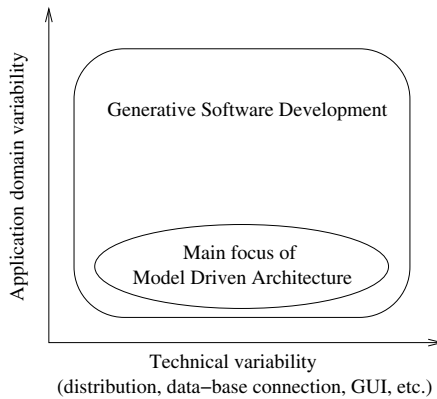 Application domain variability
Generative Software Development
Main focus of
Model Driven Architecture
Technical variability
(distribution, data−base connection, GUI, etc.)